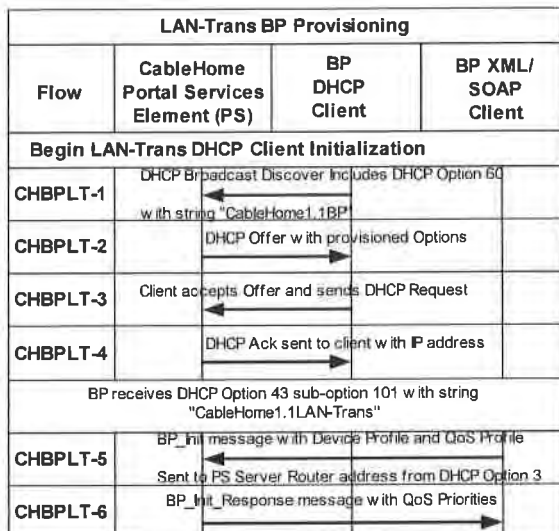 LAN-Trans BP Provisioning
Flow
CableHome
Portal Services
Element (PS)
BP
DHCP
Client
BP XML/
SOAP
Client
Begin LAN-Trans DHCP Client Initialization
CHBPLT-1
DHCP Broadcast Discover Includes DHCP Option 60
with string "CableHome1.1BP"
CHBPLT-2
DHCP Offer with provisioned Options
CHBPLT-3
Client accepts Offer and sends DHCP Request
CHBPLT-4
DHCP Ack sent to client with IP address
BP receives DHCP Option 43 sub-option 101 with string
"CableHome1.1LAN-Trans"
CHBPLT-5
BP_Init message with Device Profile and QoS Profile
Sent to PS Server Router address from DHCP Option 3
CHBPLT-6
BP_Init_Response message with QoS Priorities